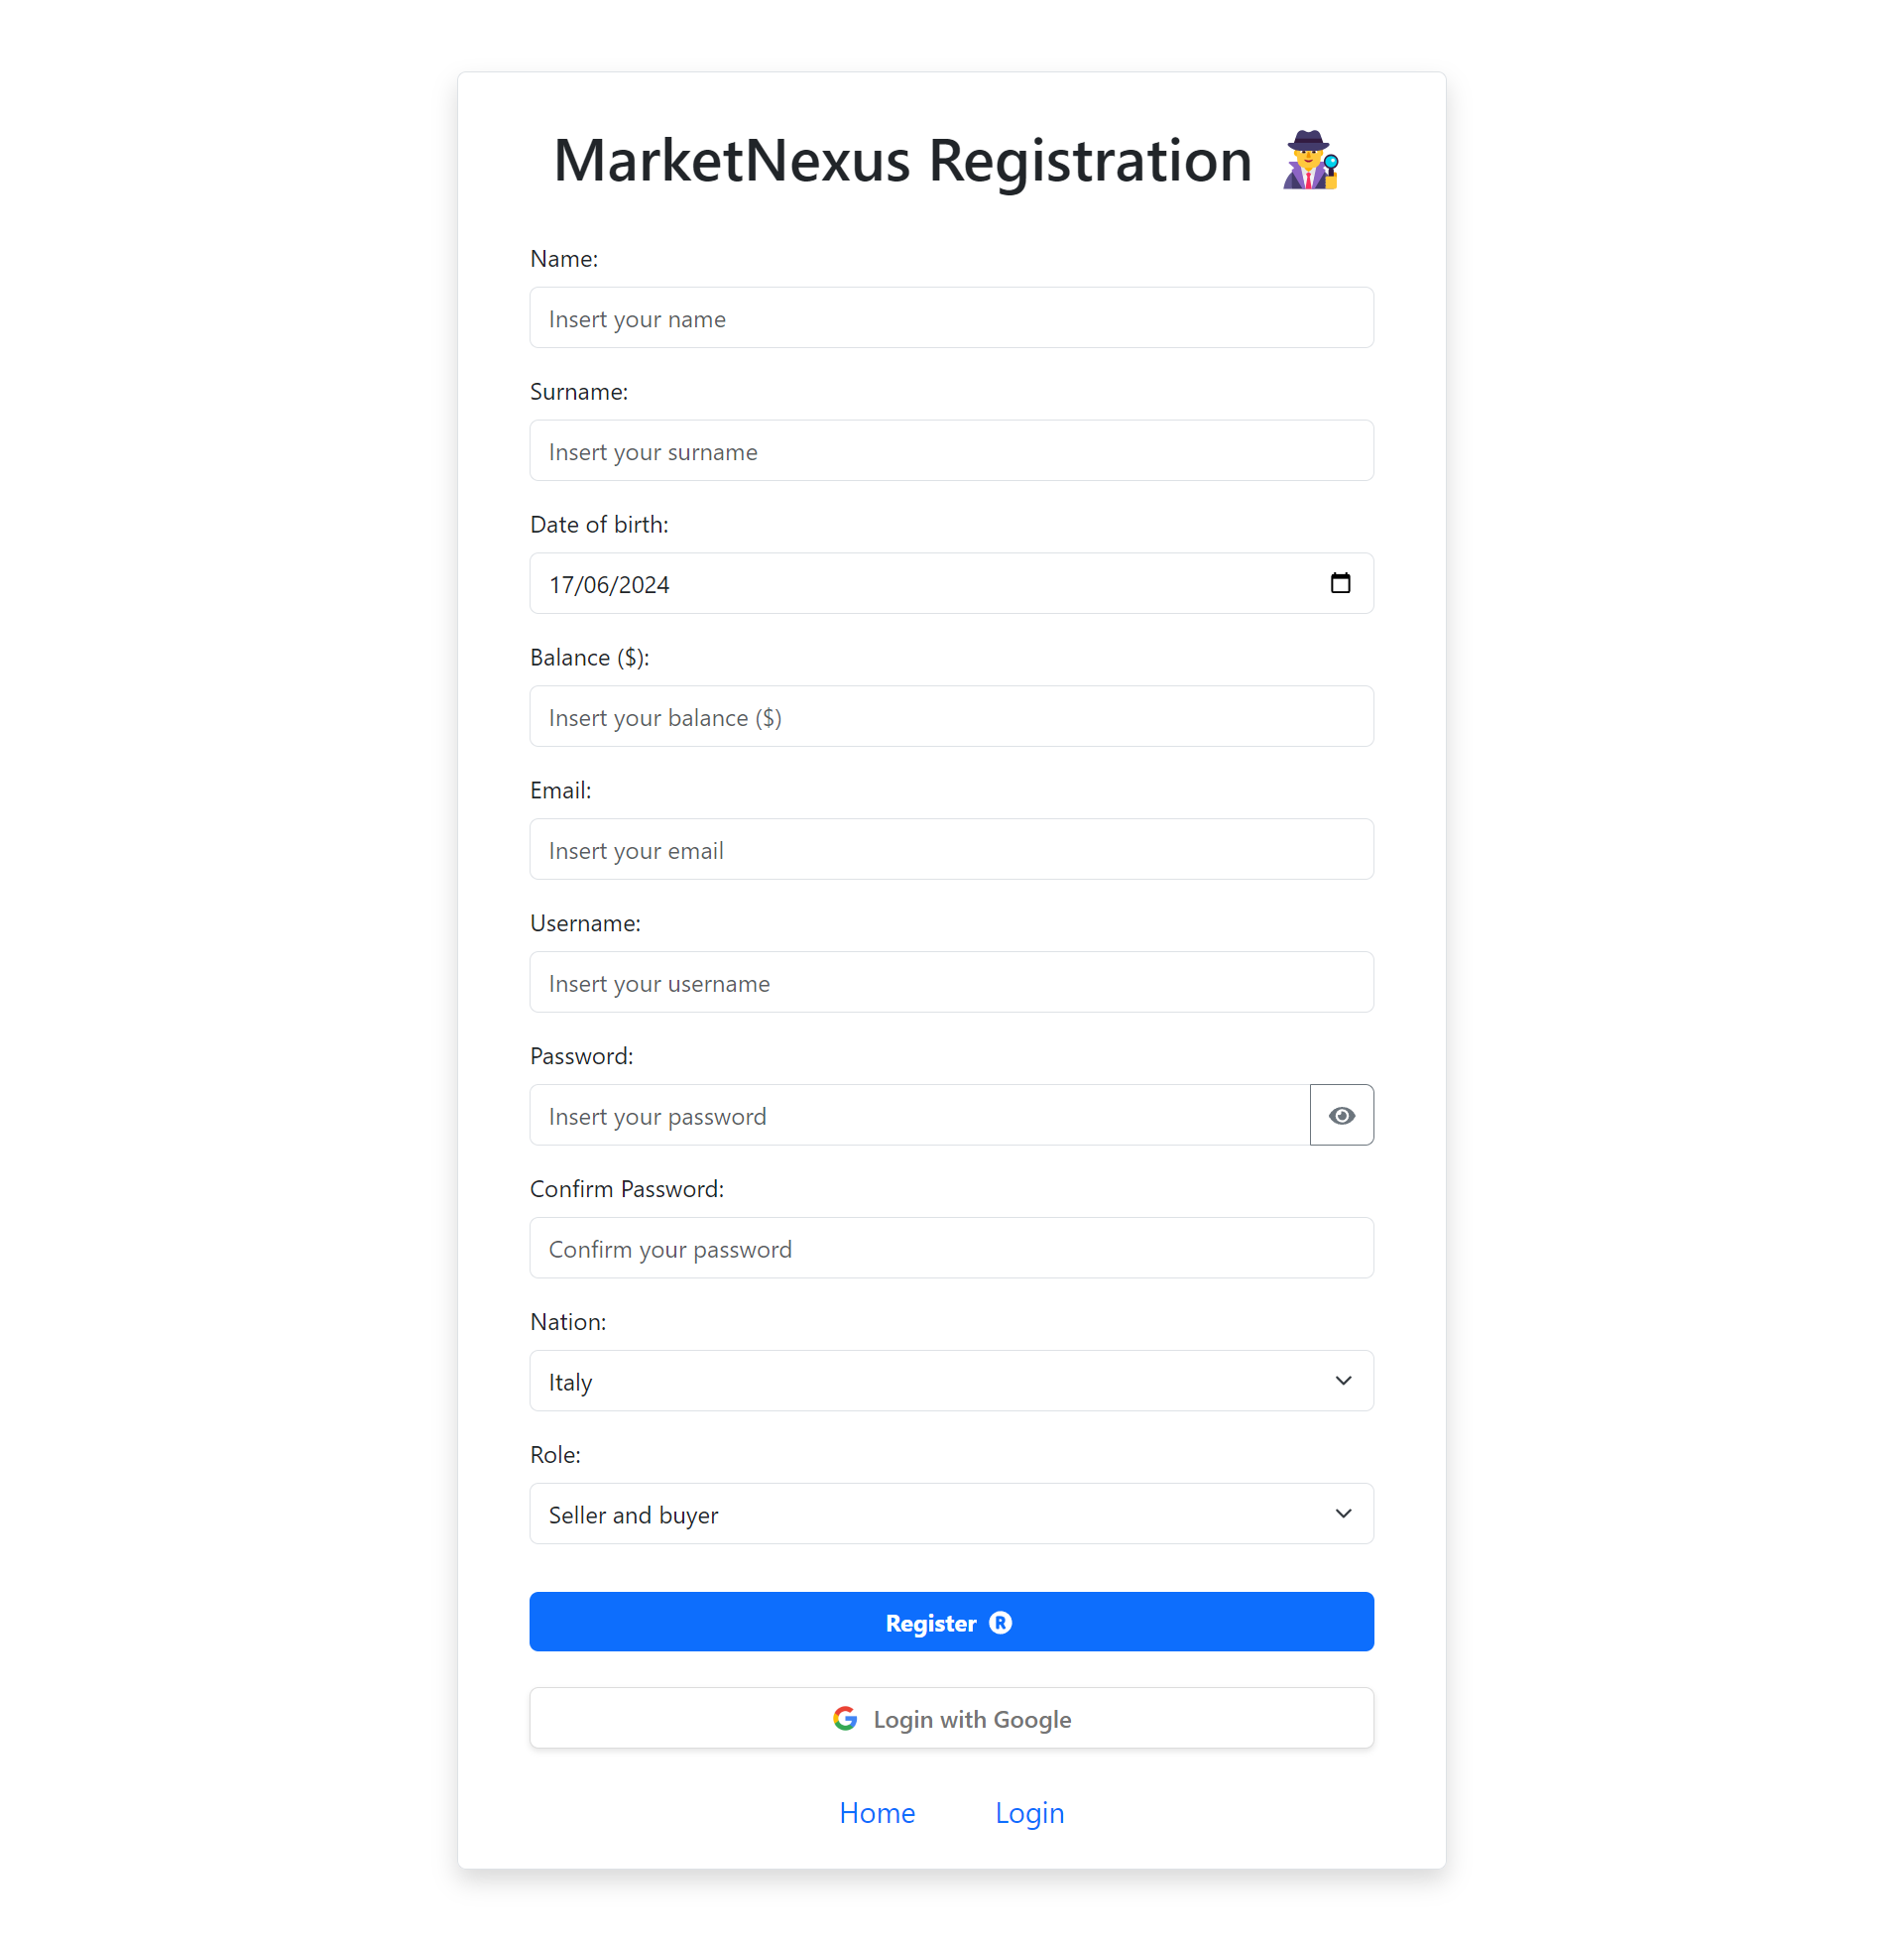 MarketNexus Registration
Name:
Insert your name
Surname:
Insert your surname
Date of birth:
17/06/2024
Balance ($):
Insert your balance ($)
Email:
Insert your email
Username:
Insert your username
Password:
Insert your password
Confirm Password:
Confirm your password
Nation:
Italy
Role:
Seller and buyer
Register ®
Login with Google
Home Login